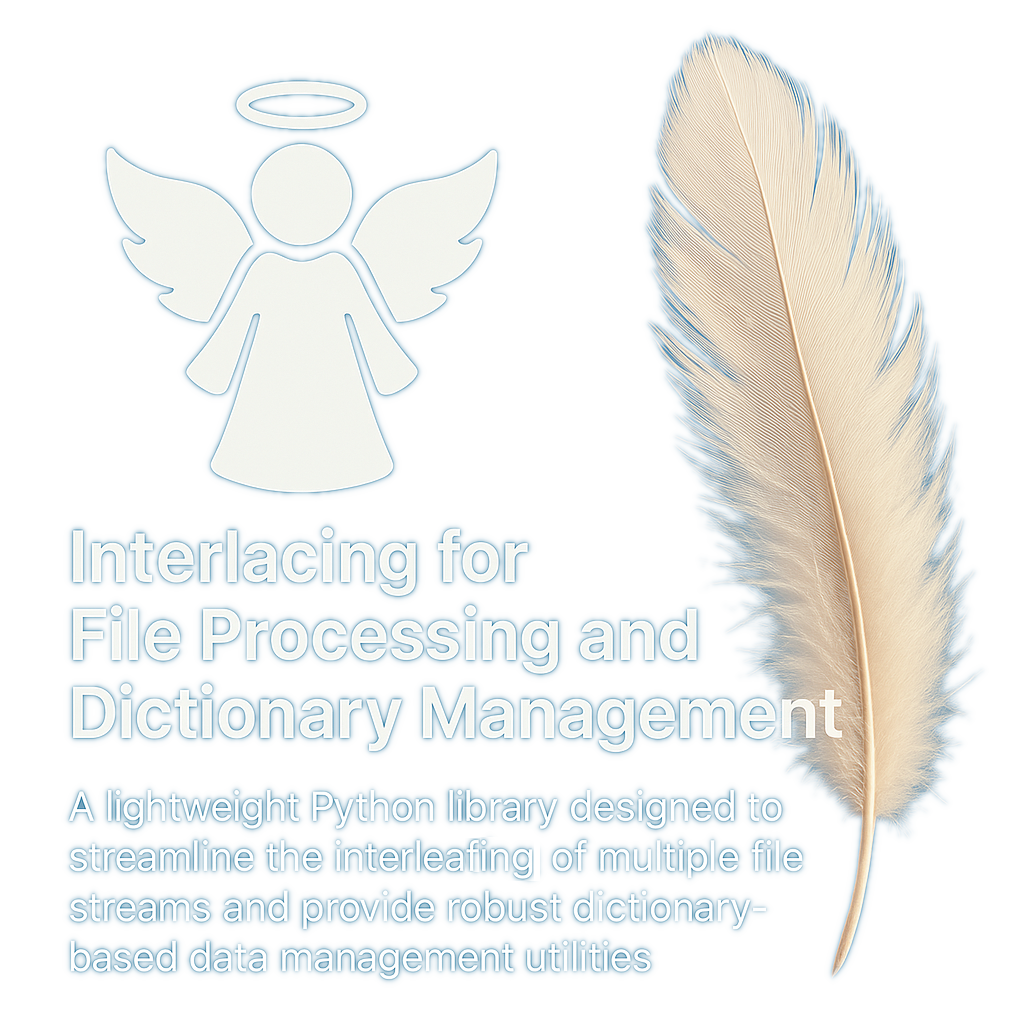 Interlacing for
File Processing and
Dictionary Management
A lightweight Python library designed to
streamline the interleafing of multiple file
streams and provide robust dictionary-
based data management utilities